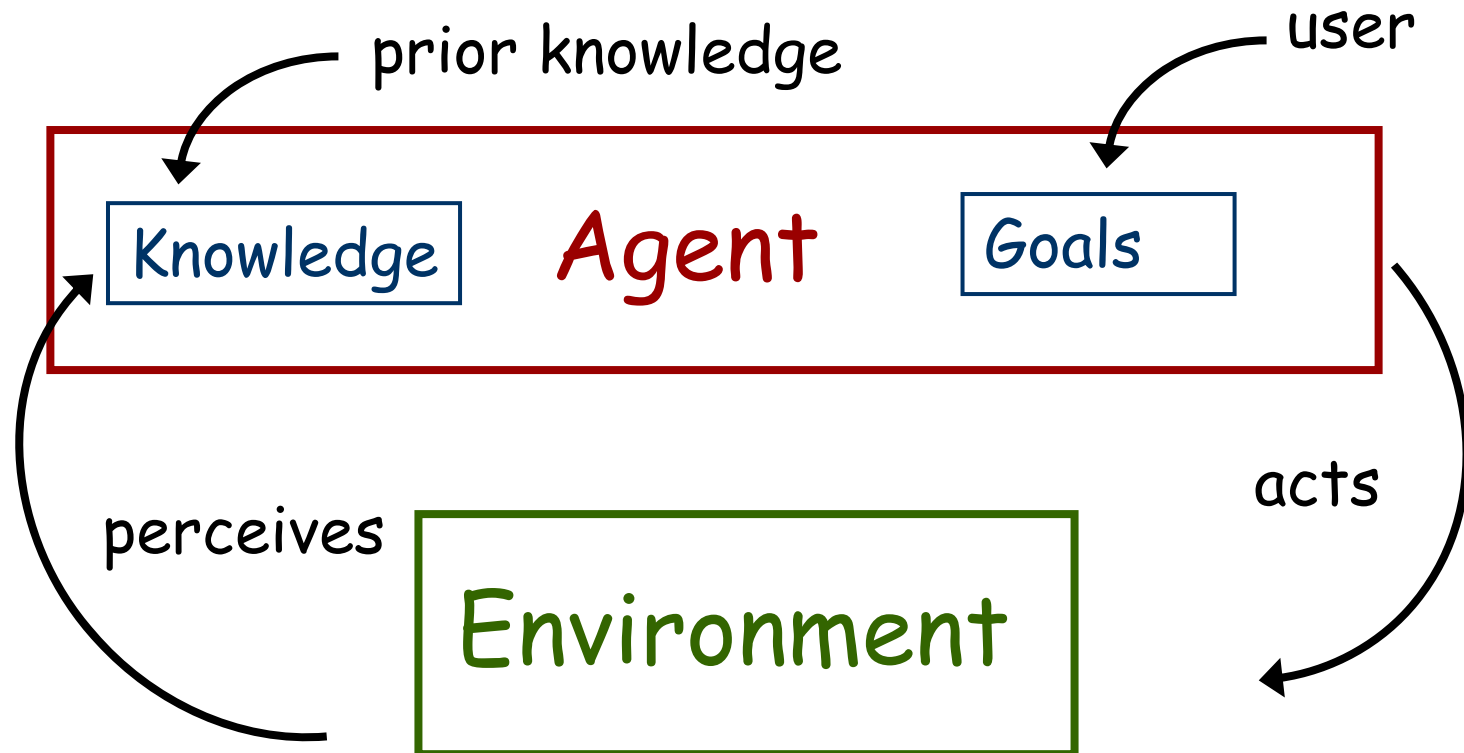 user
prior knowledge
Knowledge
Agent
Goals
acts
perceives
Environment